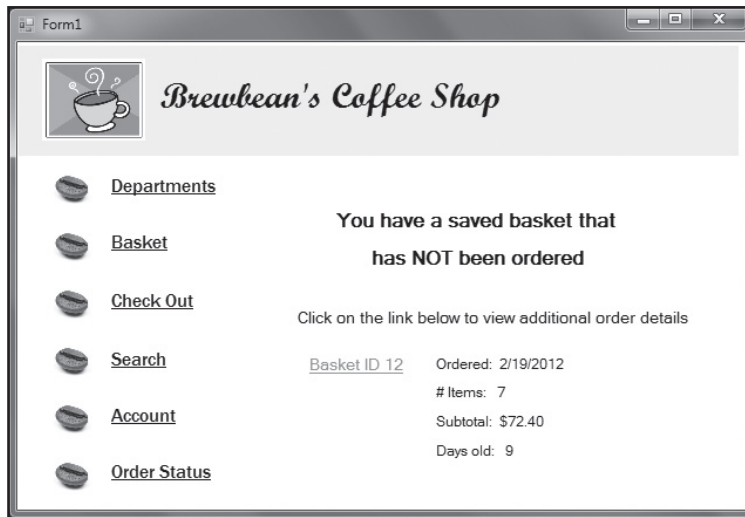 Form1
Brewbean's Coffee Shop
Departments
Basket
Check Out
Search
Account
Order Status
You have a saved basket that
has NOT been ordered
Click on the link below to view additional order details
Basket ID 12
Ordered: 2/19/2012
# Items: 7
Subtotal: $72.40
Days old: 9